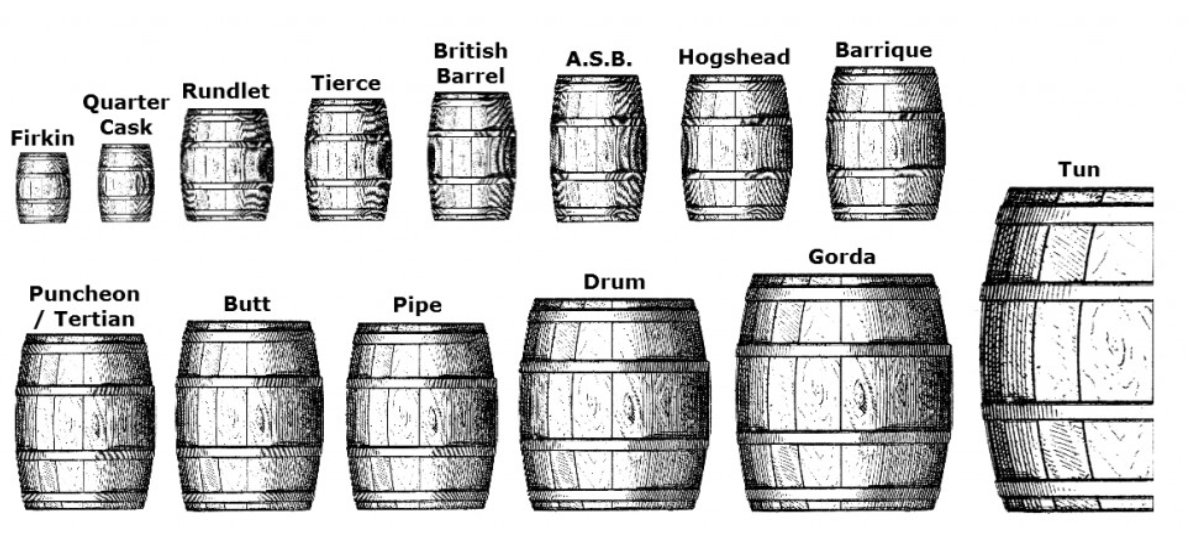 Firkin
Quarter
Cask
Rundlet
Tierce
British
Barrel
A.S.B.
Hogshead
Barrique
Puncheon
/ Tertian
Butt
Pipe
Drum
Gorda
Tun